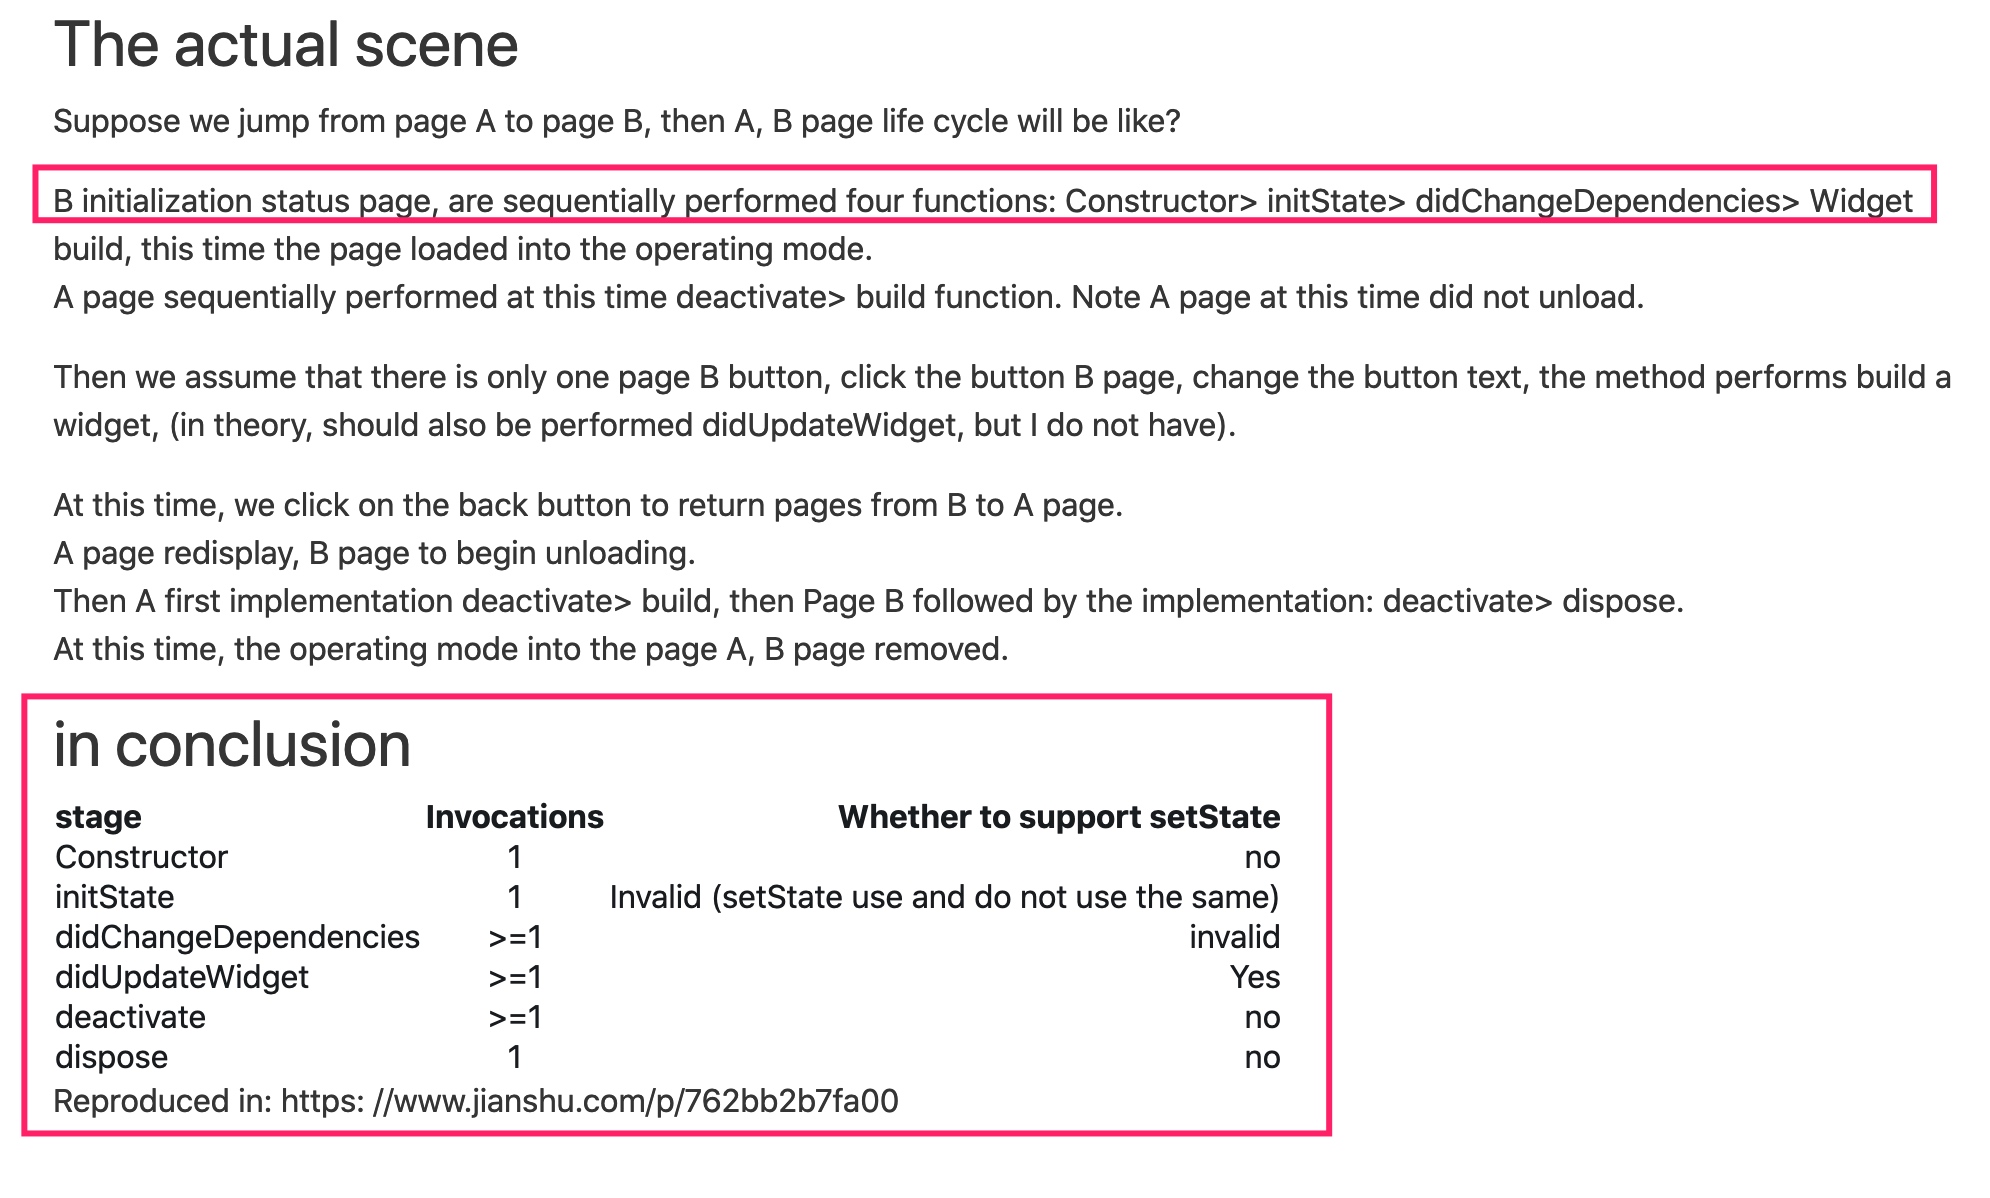 The actual scene
Suppose we jump from page A to page B, then A, B page life cycle will be like?
B initialization status page, are sequentially performed four functions: Constructor> initState> didChangeDependencies> Widget
build, this time the page loaded into the operating mode.
A page sequentially performed at this time deactivate> build function. Note A page at this time did not unload.
Then we assume that there is only one page B button, click the button B page, change the button text, the method performs build a
widget, (in theory, should also be performed didUpdateWidget, but I do not have).
At this time, we click on the back button to return pages from B to A page.
A page redisplay, B page to begin unloading.
Then A first implementation deactivate> build, then Page B followed by the implementation: deactivate> dispose.
At this time, the operating mode into the page A, B page removed.
in conclusion
stage Invocations Whether to support setState
Constructor 1 no
initState 1 Invalid (setState use and do not use the same)
didChangeDependencies >=1 invalid
didUpdateWidget >=1 Yes
deactivate >=1 no
dispose 1 no
Reproduced in: https: //www.jianshu.com/p/762bb2b7fa00